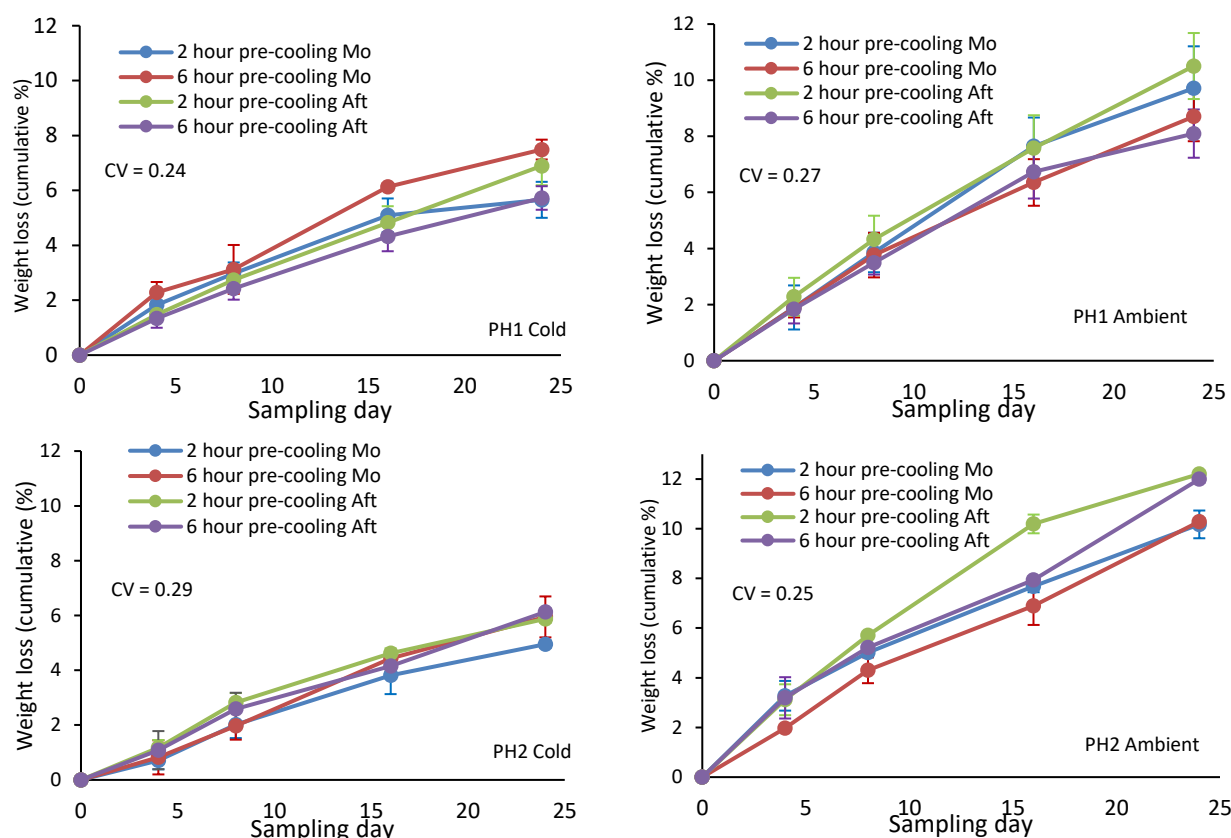 Weight loss (cumulative %)
12
10
8
6
4
2
0
2 hour pre-cooling Mo
6 hour pre-cooling Mo
2 hour pre-cooling Aft
6 hour pre-cooling Aft
CV = 0.24
PH1 Cold
0 5 10 15 20 25
Sampling day
Weight loss (cumulative %)
12
10
8
6
4
2
0
2 hour pre-cooling Mo
6 hour pre-cooling Mo
2 hour pre-cooling Aft
6 hour pre-cooling Aft
CV = 0.27
PH1 Ambient
0 5 10 15 20 25
Sampling day
Weight loss (cumulative (%)
12
10
8
6
4
2
0
2 hour pre-cooling Mo
6 hour pre-cooling Mo
2 hour pre-cooling Aft
6 hour pre-cooling Aft
CV = 0.29
PH2 Cold
0 5 10 15 20 25
Sampling day
Weight loss (cumulative %)
12
10
8
6
4
2
0
2 hour pre-cooling Mo
6 hour pre-cooling Mo
2 hour pre-cooling Aft
6 hour pre-cooling Aft
CV = 0.25
PH2 Ambient
0 5 10 15 20 25
Sampling day